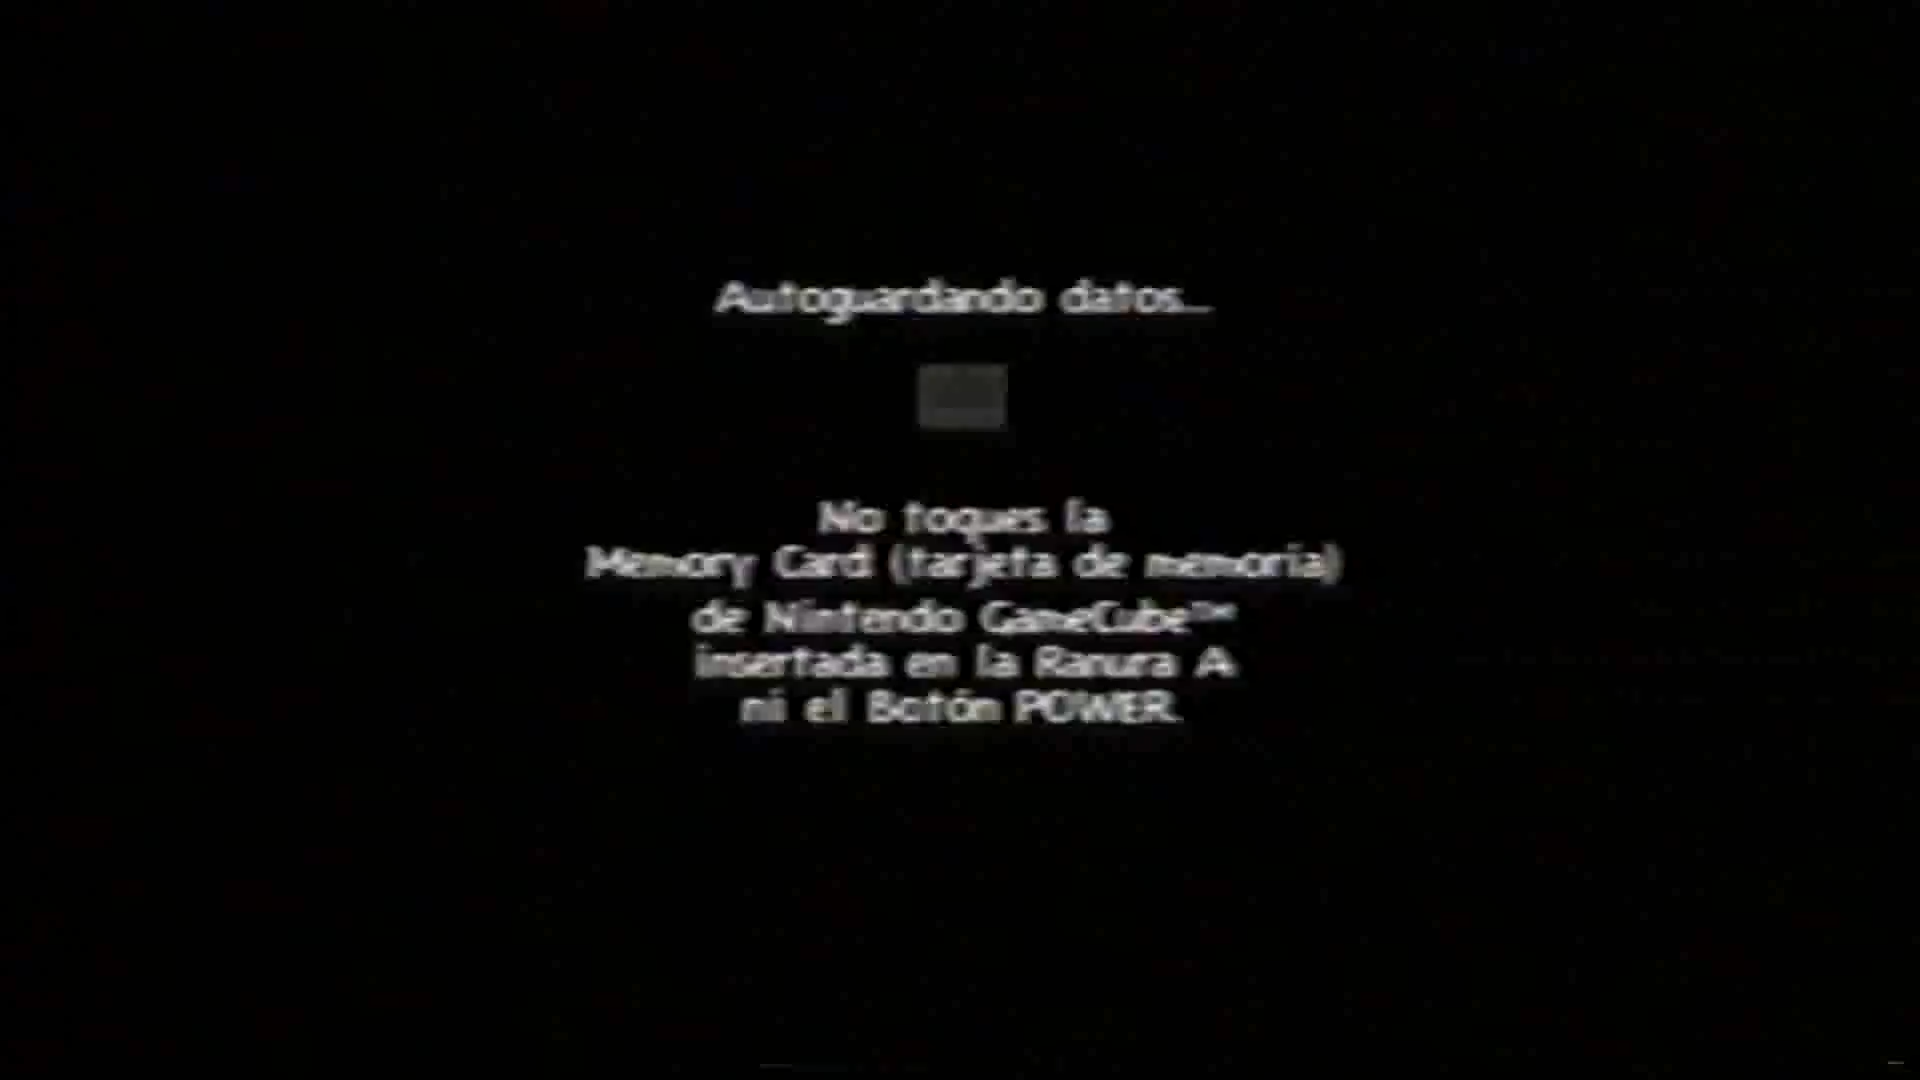 Autoguardando datos...
No toques la
Memory Card (tarjeta de memoria)
de Nintendo GameCube™
insertada en la Ranura A
ni el Botón POWER.